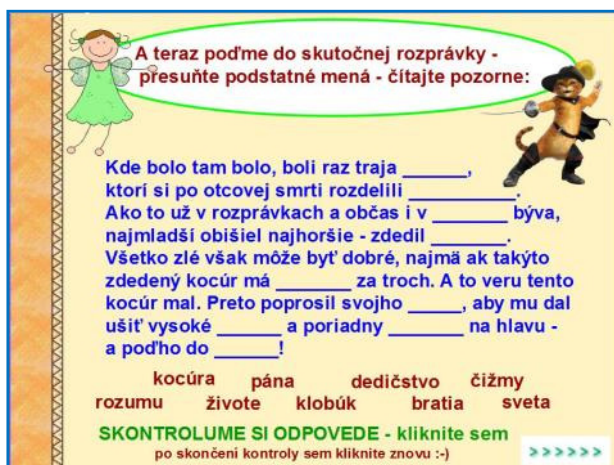 A teraz poďme do skutočnej rozprávky -
presuňte podstatné mená - čítajte pozorne:
Kde bolo tam bolo, boli raz traja ______,
ktorí si po otcovej smrti rozdelili __________.
Ako to už v rozprávkach a občas i v _______ býva,
najmladší obišiel najhoršie - zdedil _______.
Všetko zlé však môže byť dobré, najmä ak takýto
zdedený kocúr má _______ za troch. A to veru tento
kocúr mal. Preto poprosil svojho _____, aby mu dal
ušiť vysoké ______ a poriadny _______ na hlavu -
a poďho do ______!
kocúra pána dedičstvo čižmy
rozumu živote klobúk bratia sveta
SKONTROLUME SI ODPOVEDE - kliknite sem
po skončení kontroly sem kliknite znovu :-)
>>>>>>